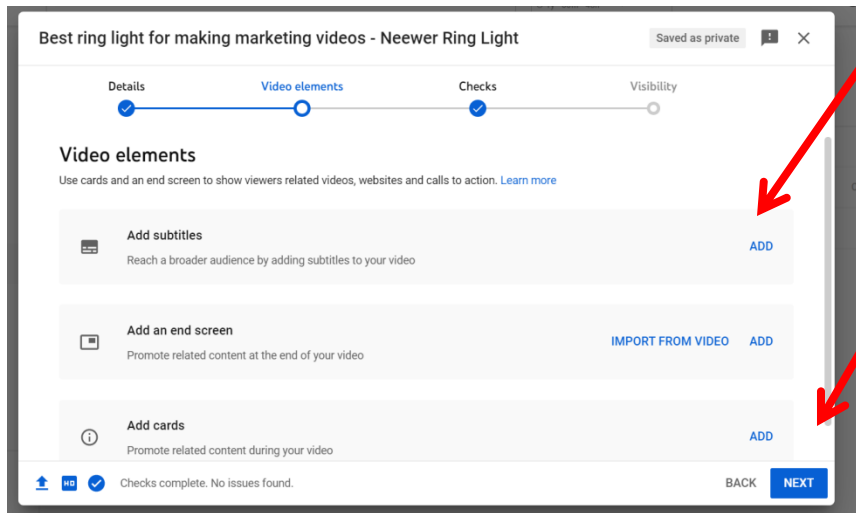 Best ring light for making marketing videos - Neewer Ring Light
Saved as private
Details
Video elements
Checks
Visibility
Video elements
Use cards and an end screen to show viewers related videos, websites and calls to action. Learn more
Add subtitles
Reach a broader audience by adding subtitles to your video
ADD
Add an end screen
Promote related content at the end of your video
IMPORT FROM VIDEO
ADD
Add cards
Promote related content during your video
ADD
HD
Checks complete. No issues found.
BACK
NEXT